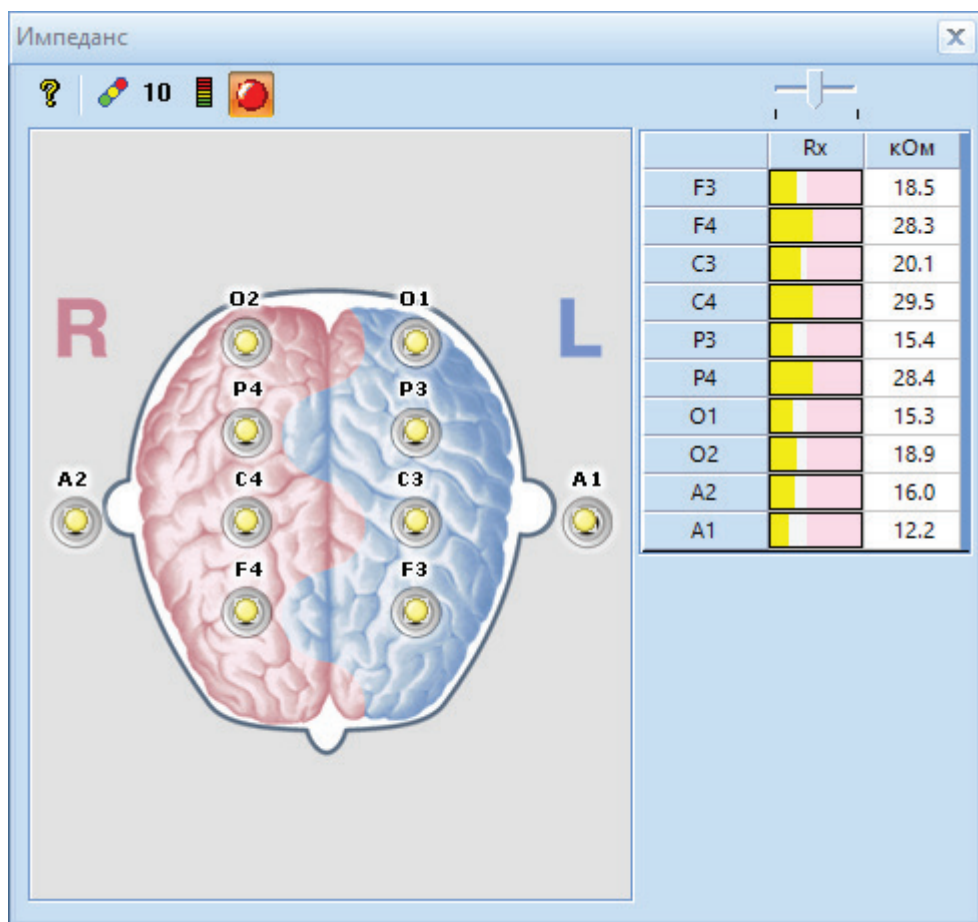 Импеданс
10
Rx кОм
F3 18.5
F4 28.3
C3 20.1
C4 29.5
P3 15.4
P4 28.4
O1 15.3
O2 18.9
A2 16.0
A1 12.2
R L
O2 O1
P4 P3
A2 C4 C3 A1
F4 F3